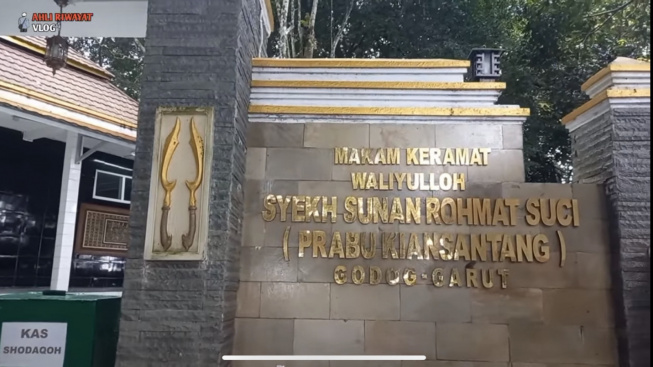 AHLI RIWAYAT
VLOG
MAKAM KERAMAT
WALIYULLOH
SYEKH SUNAN ROHMAT SUCI
( PRABU KIANSANTANG )
GODOG-GARUT
KAS
SHODAQOH